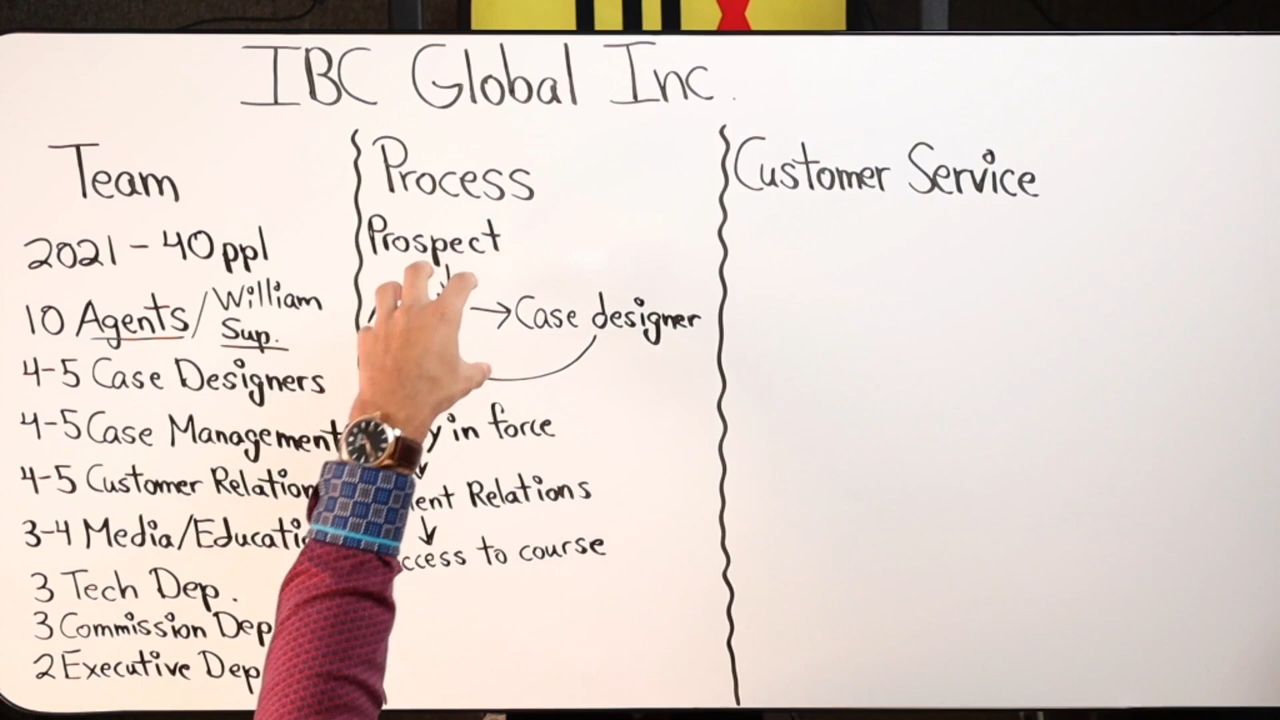 IBC Global Inc.
Team
2021 - 40 ppl
10 Agents/William Sup.
4-5 Case Designers
4-5 Case Management
4-5 Customer Relation
3-4 Media/Educati
3 Tech Dep.
3 Commission Dep
2 Executive Dep
Process
Prospect
→ Case designer
y in force
ent Relations
ccess to course
Customer Service